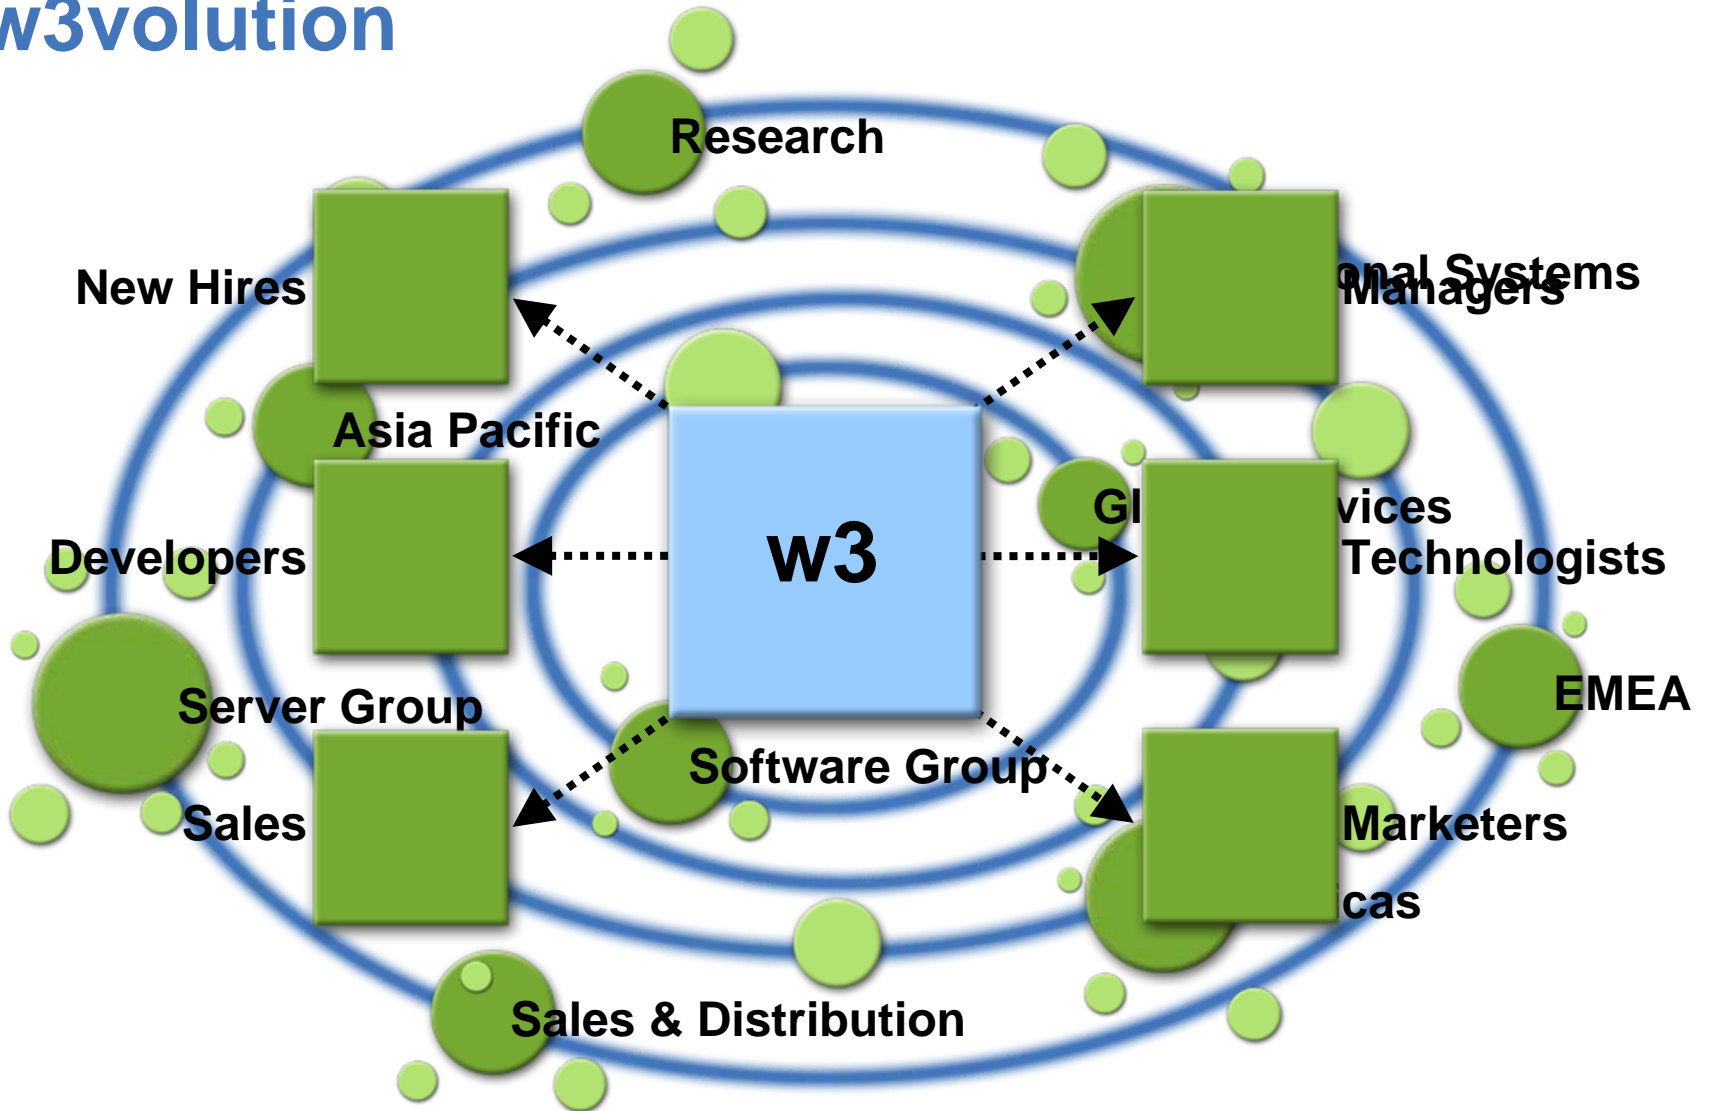 w3volution
Research
New Hires
onal Systems
Managers
Asia Pacific
w3
Gl
vices
Developers
Technologists
Server Group
EMEA
Software Group
Sales
Marketers
icas
Sales & Distribution